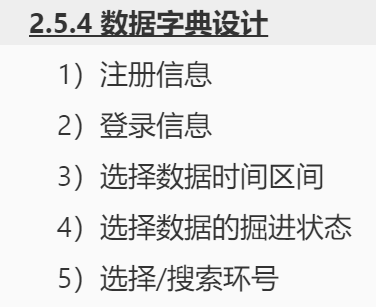 2.5.4 数据字典设计
1）注册信息
2）登录信息
3）选择数据时间区间
4）选择数据的掘进状态
5）选择/搜索环号